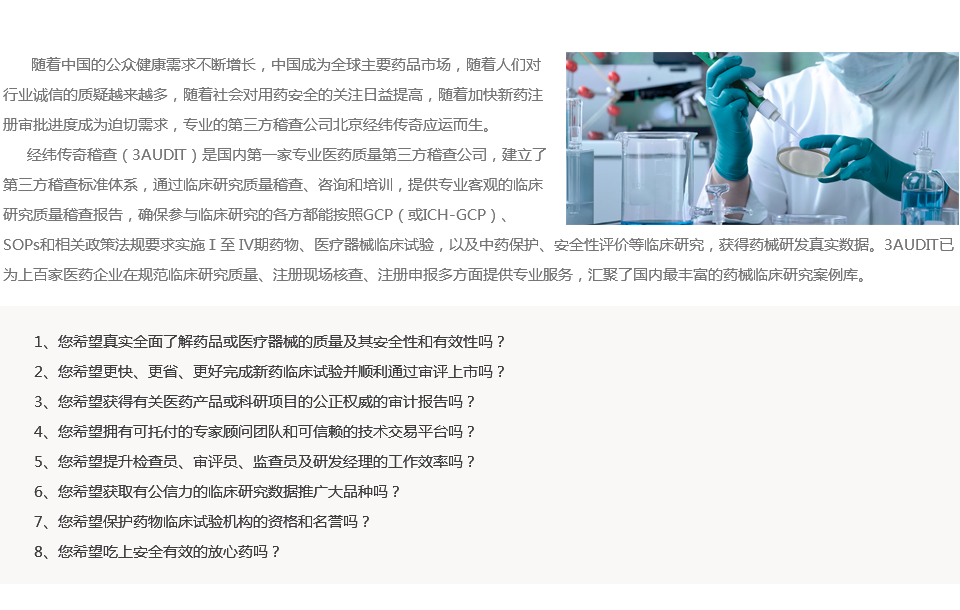 随着中国的公众健康需求不断增长，中国成为全球主要药品市场，随着人们对
行业诚信的质疑越来越多，随着社会对用药安全的关注日益提高，随着加快新药注
册审批进度成为迫切需求，专业的第三方稽查公司北京经纬传奇应运而生。
经纬传奇稽查（3AUDIT）是国内第一家专业医药质量第三方稽查公司，建立了
第三方稽查标准体系，通过临床研究质量稽查、咨询和培训，提供专业客观的临床
研究质量稽查报告，确保参与临床研究的各方都能按照GCP（或ICH-GCP）、
SOPs和相关政策法规要求实施 I 至 IV期药物、医疗器械临床试验，以及中药保护、安全性评价等临床研究，获得药械研发真实数据。3AUDIT已
为上百家医药企业在规范临床研究质量、注册现场核查、注册申报多方面提供专业服务，汇聚了国内最丰富的药械临床研究案例库。
1、您希望真实全面了解药品或医疗器械的质量及其安全性和有效性吗？
2、您希望更快、更省、更好完成新药临床试验并顺利通过审评上市吗？
3、您希望获得有关医药产品或科研项目的公正权威的审计报告吗？
4、您希望拥有可托付的专家顾问团队和可信赖的技术交易平台吗？
5、您希望提升检查员、审评员、监查员及研发经理的工作效率吗？
6、您希望获取有公信力的临床研究数据推广大品种吗？
7、您希望保护药物临床试验机构的资格和名誉吗？
8、您希望吃上安全有效的放心药吗？